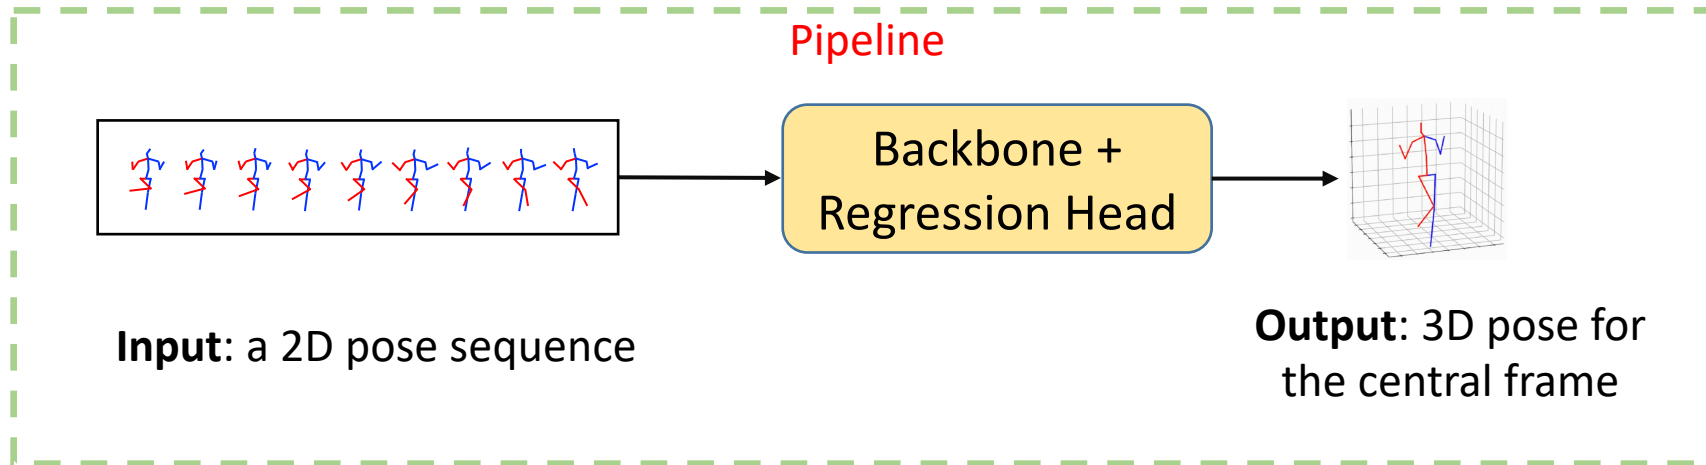 Pipeline
Backbone +
Regression Head
Input: a 2D pose sequence
Output: 3D pose for
the central frame